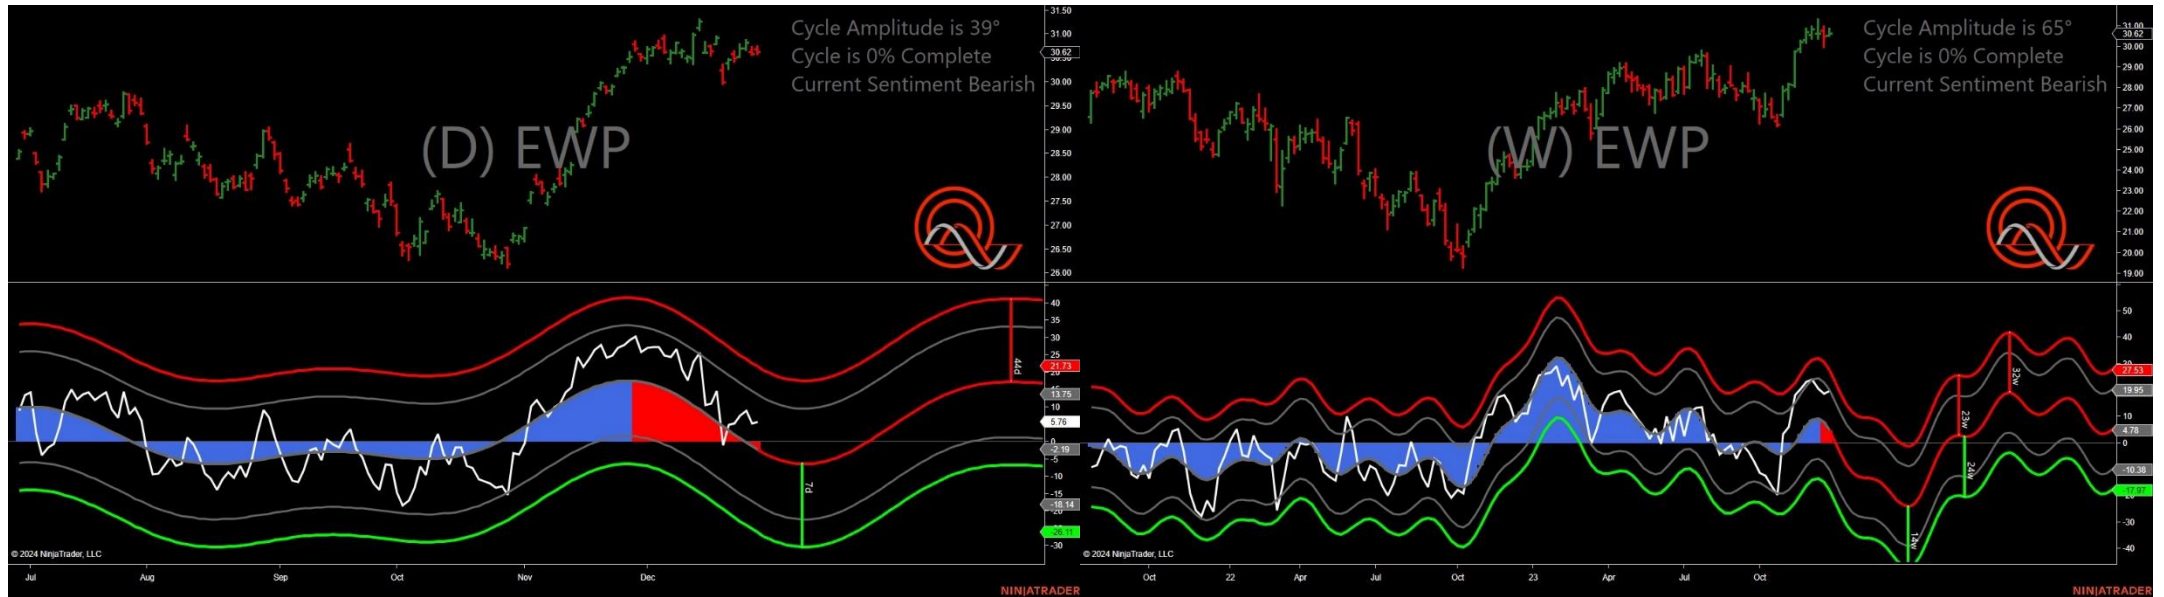 Cycle Amplitude is 39°
Cycle is 0% Complete
Current Sentiment Bearish
(D) EWP
31.50
31.00
30.62
30.50
30.00
29.50
29.00
28.50
28.00
27.50
27.00
26.50
26.00
40
35
30
25
21.73
13.75
10
5.76
0
-2.19
-5
-10
-15
-18.14
-26.11
-30
44d
7d
© 2024 NinjaTrader, LLC
Jul
Aug
Sep
Oct
Nov
Dec
NINJATRADER
Cycle Amplitude is 65°
Cycle is 0% Complete
Current Sentiment Bearish
(W) EWP
31.00
30.62
30.00
29.00
28.00
27.00
26.00
25.00
24.00
23.00
22.00
21.00
20.00
19.00
50
40
27.53
19.95
10
4.78
0
-10.38
-17.97
-30
-40
32w
23w
24w
14w
© 2024 NinjaTrader, LLC
Oct
22
Apr
Jul
Oct
23
Apr
Jul
Oct
NINJATRADER